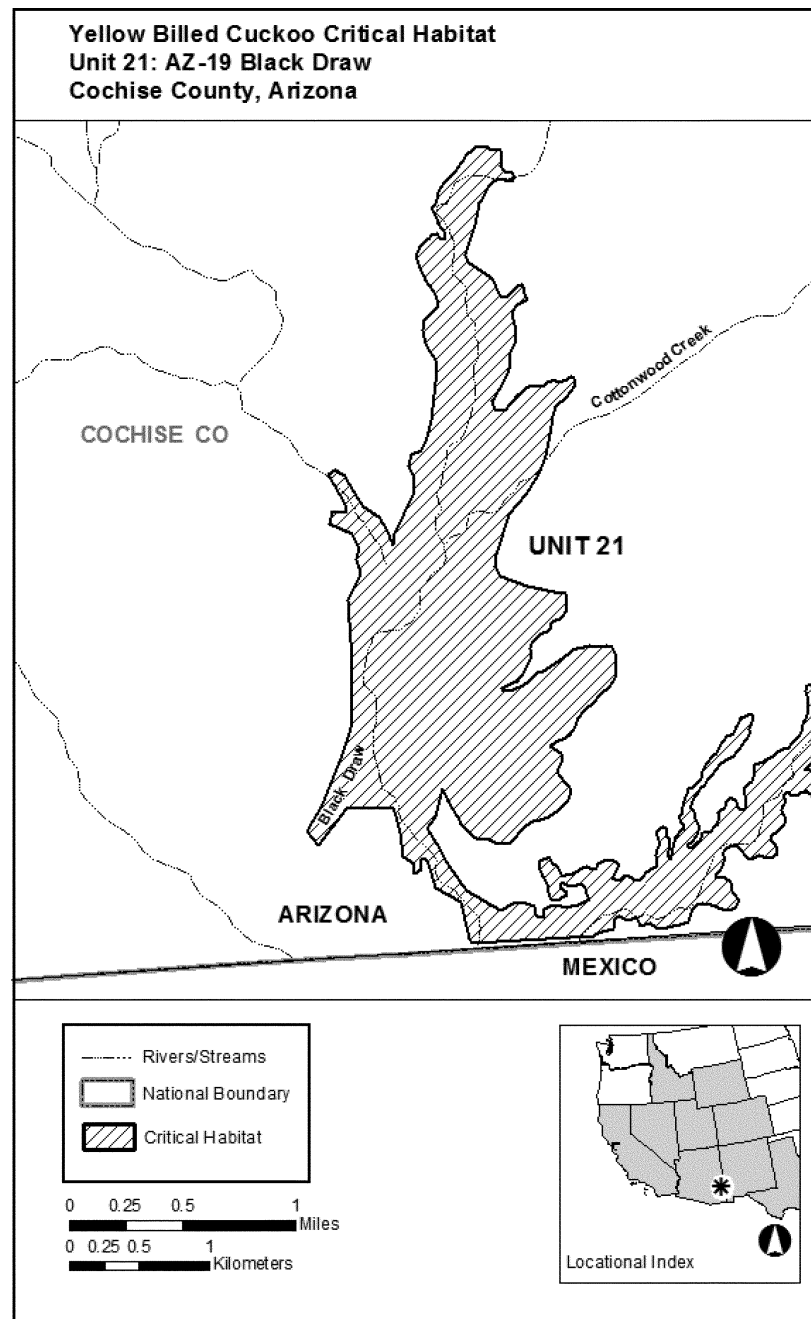 Yellow Billed Cuckoo Critical Habitat
Unit 21: AZ-19 Black Draw
Cochise County, Arizona
Cottonwood Creek
COCHISE CO
UNIT 21
Black Draw
ARIZONA
MEXICO
Rivers/Streams
National Boundary
Critical Habitat
0 0.25 0.5 1
Miles
0 0.25 0.5 1
Kilometers
Locational Index